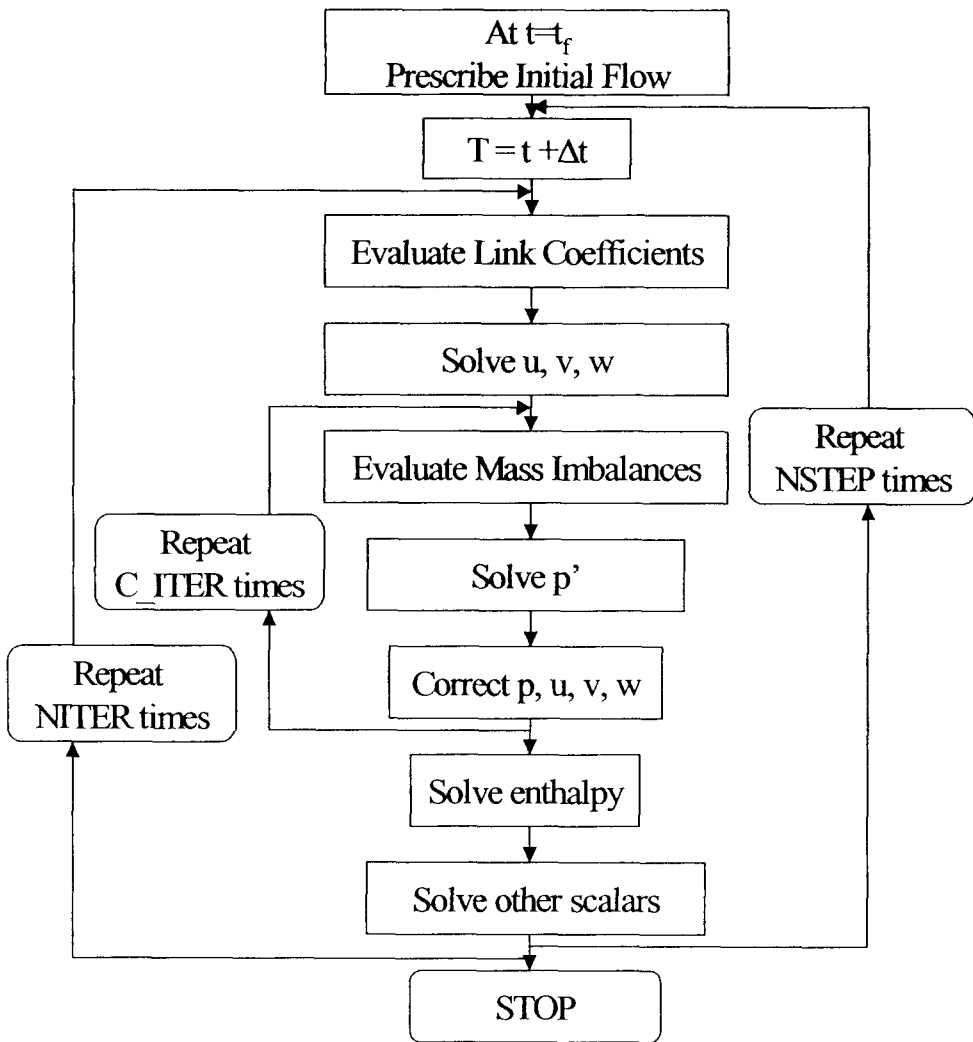 At t=t_f
Prescribe Initial Flow
T = t +Δt
Evaluate Link Coefficients
Solve u, v, w
Evaluate Mass Imbalances
Repeat
NSTEP times
Repeat
C_ITER times
Solve p’
Correct p, u, v, w
Repeat
NITER times
Solve enthalpy
Solve other scalars
STOP